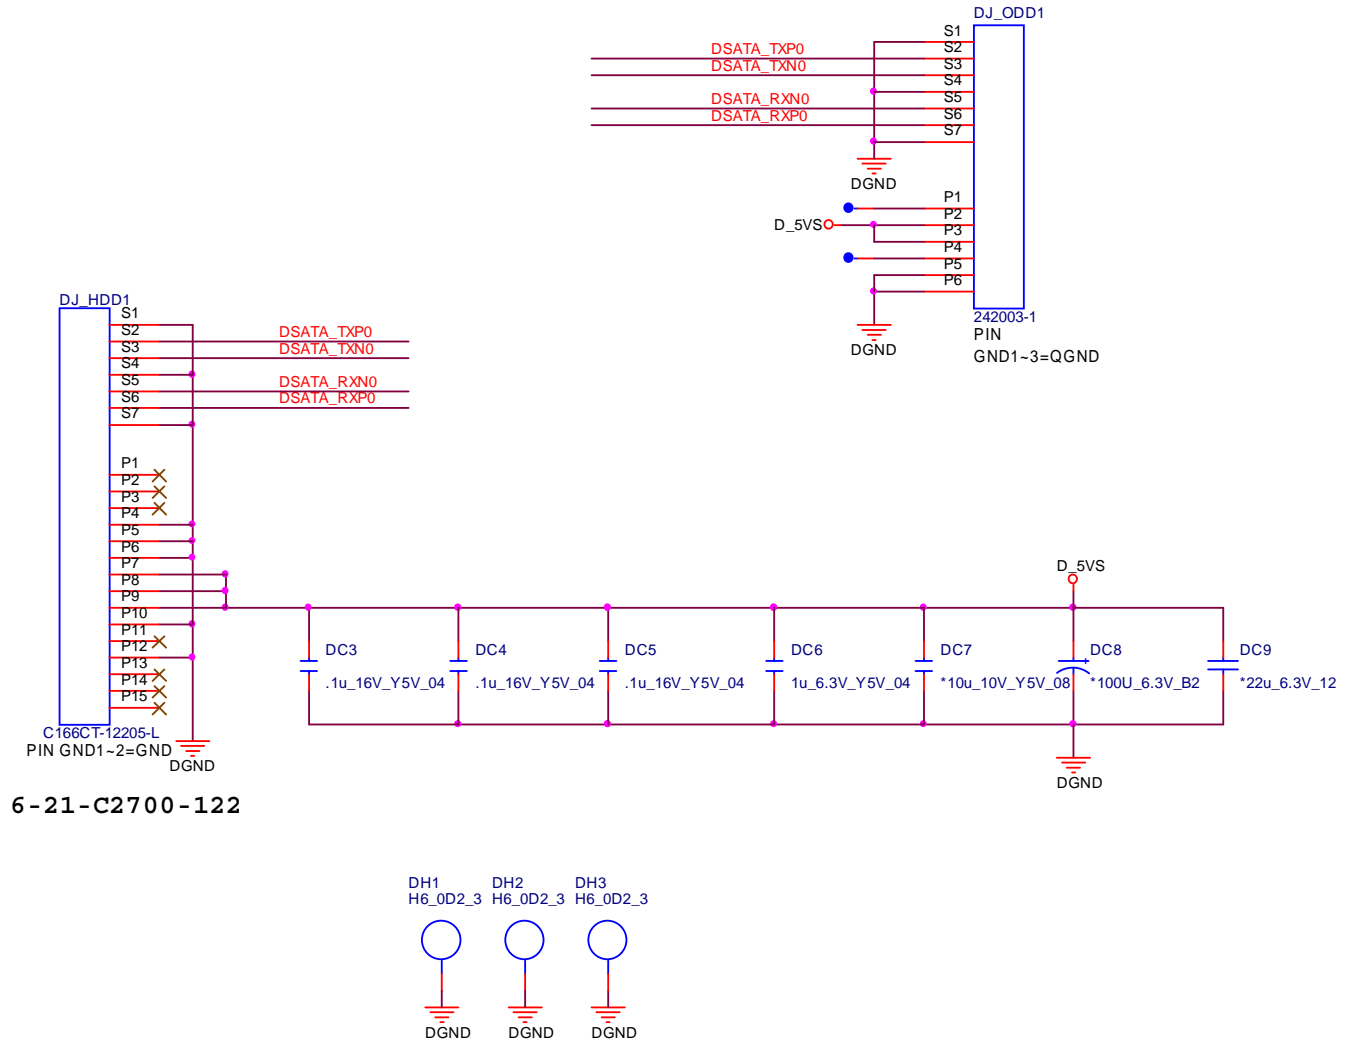 DJ_ODD1
S1
S2
S3
S4
S5
S6
S7
DSATA_TXP0
DSATA_TXN0
DSATA_RXN0
DSATA_RXP0
DGND
P1
P2
P3
P4
P5
P6
D_5VS
DGND
242003-1
PIN
GND1~3=QGND
DJ_HDD1
S1
S2
S3
S4
S5
S6
S7
DSATA_TXP0
DSATA_TXN0
DSATA_RXN0
DSATA_RXP0
P1
P2
P3
P4
P5
P6
P7
P8
P9
P10
P11
P12
P13
P14
P15
C166CT-12205-L
PIN GND1~2=GND
DGND
6-21-C2700-122
D_5VS
DC3
.1u_16V_Y5V_04
DC4
.1u_16V_Y5V_04
DC5
.1u_16V_Y5V_04
DC6
1u_6.3V_Y5V_04
DC7
*10u_10V_Y5V_08
DC8
+
*100U_6.3V_B2
DC9
*22u_6.3V_12
DGND
DH1
H6_0D2_3
DGND
DH2
H6_0D2_3
DGND
DH3
H6_0D2_3
DGND